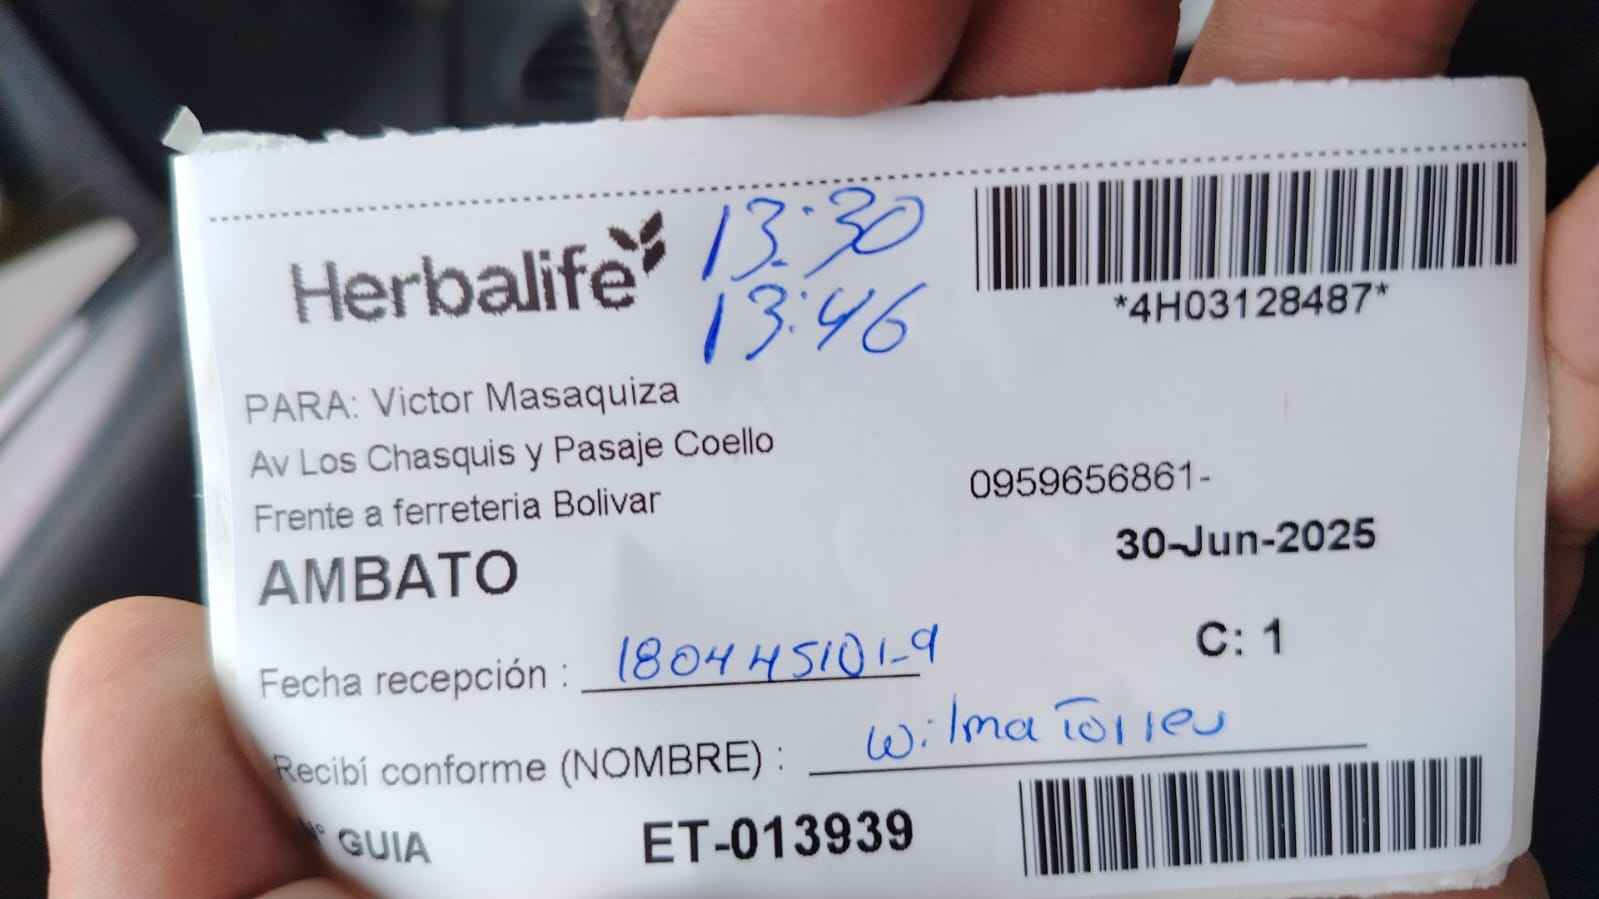 Herbalife
13:30
13:46
*4H03128487*
PARA: Victor Masaquiza
Av Los Chasquis y Pasaje Coello
Frente a ferreteria Bolivar
0959656861-
AMBATO
30-Jun-2025
C: 1
Fecha recepción : 180445101-9
Recibí conforme (NOMBRE) : Wilma Torres
N° GUIA ET-013939